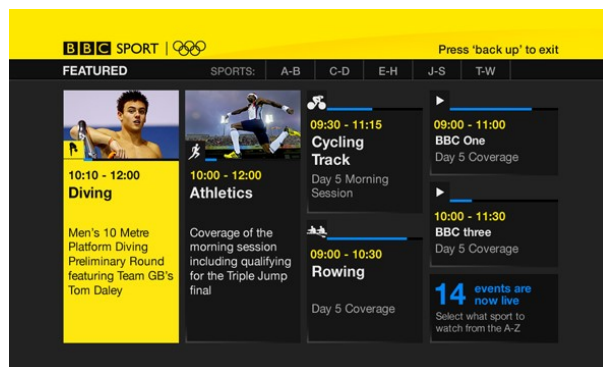 BBC SPORT
Press 'back up' to exit
FEATURED
SPORTS:
A-B
C-D
E-H
J-S
T-W
10:10 - 12:00
Diving
Men's 10 Metre
Platform Diving
Preliminary Round
featuring Team GB's
Tom Daley
10:00 - 12:00
Athletics
Coverage of the
morning session
including qualifying
for the Triple Jump
final
09:30 - 11:15
Cycling
Track
Day 5 Morning
Session
09:00 - 10:30
Rowing
Day 5 Coverage
09:00 - 11:00
BBC One
Day 5 Coverage
10:00 - 11:30
BBC three
Day 5 Coverage
14 events are
now live
Select what sport to
watch from the A-Z